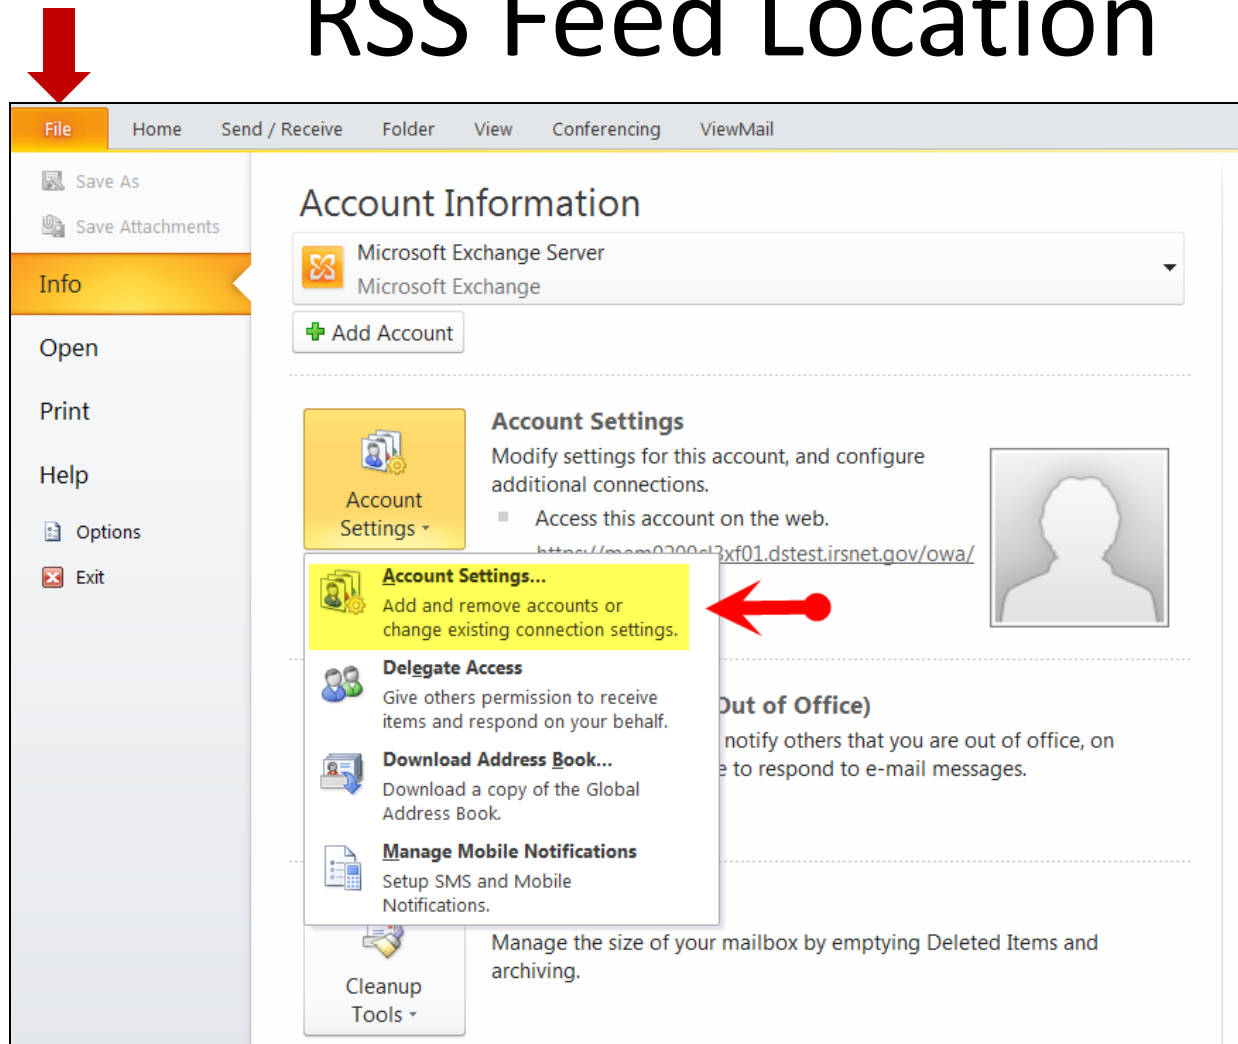 RSS Feed Location
File Home Send / Receive Folder View Conferencing ViewMail
Save As
Save Attachments
Info
Open
Print
Help
Options
Exit
Account Information
Microsoft Exchange Server
Microsoft Exchange
Add Account
Account
Settings
Account Settings
Modify settings for this account, and configure
additional connections.
Access this account on the web.
.dstest.irsnet.gov/owa/
Account Settings...
Add and remove accounts or
change existing connection settings.
Delegate Access
Give others permission to receive
items and respond on your behalf.
Download Address Book...
Download a copy of the Global
Address Book.
Manage Mobile Notifications
Setup SMS and Mobile
Notifications.
Out of Office)
notify others that you are out of office, on
to respond to e-mail messages.
Cleanup
Tools
Manage the size of your mailbox by emptying Deleted Items and
archiving.